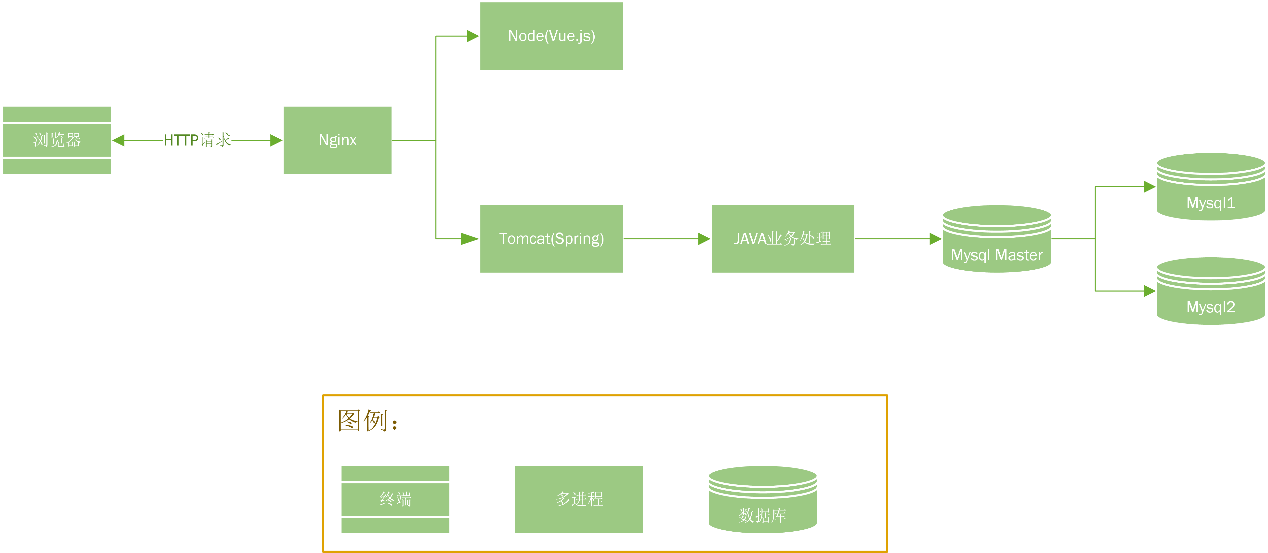 Node(Vue.js)
浏览器
HTTP请求
Nginx
Tomcat(Spring)
JAVA业务处理
Mysql Master
Mysql1
Mysql2
图例：
终端
多进程
数据库